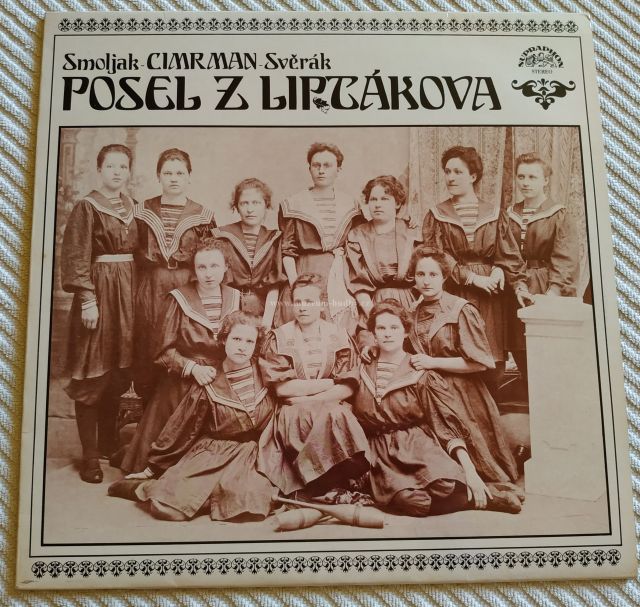 Smoljak-CIMRMAN-Svěrák
POSEL Z LIPTÁKOVA
SUPRAPHON
STEREO